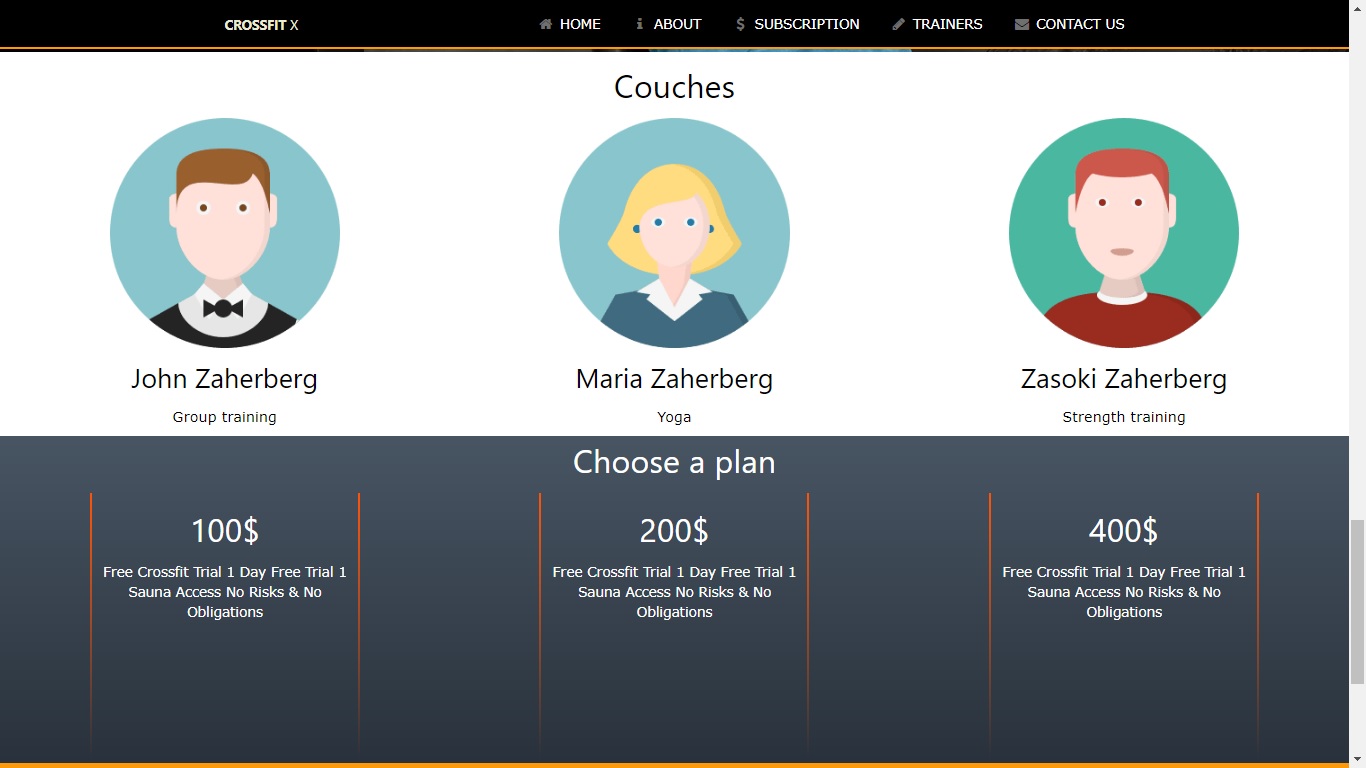 CROSSFIT X
HOME
ABOUT
SUBSCRIPTION
TRAINERS
CONTACT US
Couches
John Zaherberg
Group training
Maria Zaherberg
Yoga
Zasoki Zaherberg
Strength training
Choose a plan
100$
Free Crossfit Trial 1 Day Free Trial 1
Sauna Access No Risks & No
Obligations
200$
Free Crossfit Trial 1 Day Free Trial 1
Sauna Access No Risks & No
Obligations
400$
Free Crossfit Trial 1 Day Free Trial 1
Sauna Access No Risks & No
Obligations